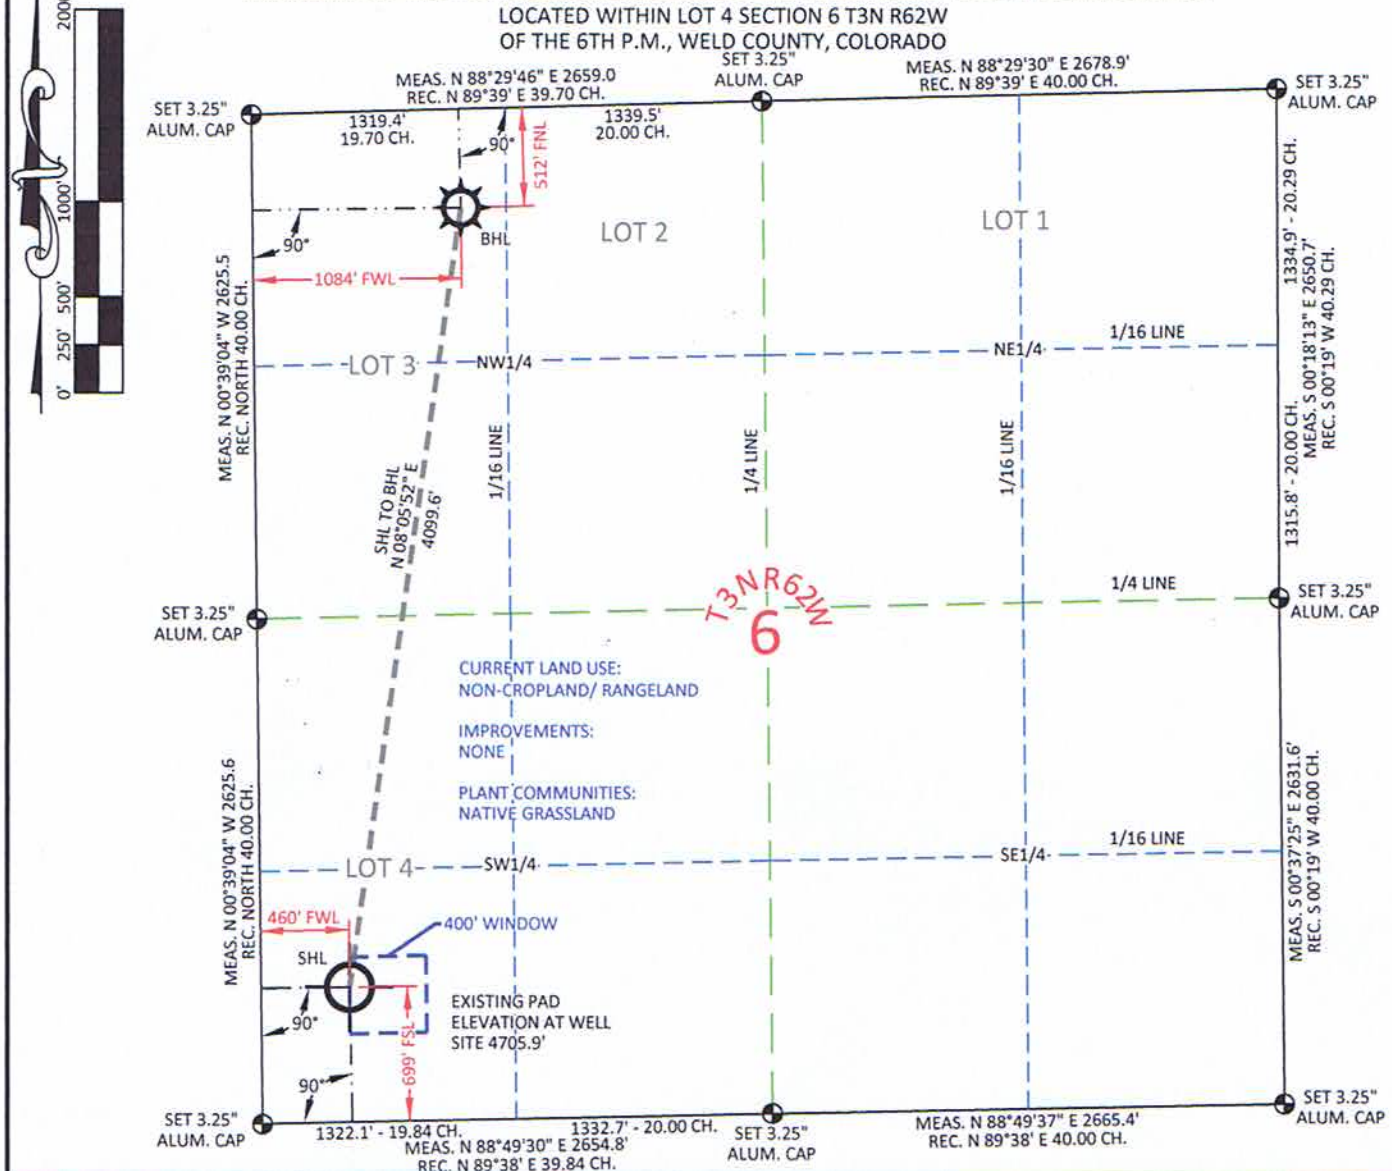 LOCATED WITHIN LOT 4 SECTION 6 T3N R62W
OF THE 6TH P.M., WELD COUNTY, COLORADO
1000'
500'
250'
0'
SET 3.25"
ALUM. CAP
MEAS. N 88°29'46" E 2659.0
REC. N 89°39' E 39.70 CH.
SET 3.25"
ALUM. CAP
MEAS. N 88°29'30" E 2678.9'
REC. N 89°39' E 40.00 CH.
SET 3.25"
ALUM. CAP
1319.4'
19.70 CH.
1339.5'
20.00 CH.
90°
512' FNL
BHL
LOT 2
LOT 1
90°
1084' FWL
MEAS. N 00°39'04" W 2625.5
REC. NORTH 40.00 CH.
1334.9' - 20.29 CH.
MEAS. S 00°18'13" E 2650.7'
REC. S 00°19' W 40.29 CH.
1315.8' - 20.00 CH.
1/16 LINE
LOT 3
NW1/4
NE1/4
1/16 LINE
1/4 LINE
1/16 LINE
SHL TO BHL
N 08°05'52" E
4099.6'
T3NR62W
6
1/4 LINE
SET 3.25"
ALUM. CAP
SET 3.25"
ALUM. CAP
CURRENT LAND USE:
NON-CROPLAND/ RANGELAND
IMPROVEMENTS:
NONE
PLANT COMMUNITIES:
NATIVE GRASSLAND
MEAS. N 00°39'04" W 2625.6
REC. NORTH 40.00 CH.
MEAS. S 00°37'25" E 2631.6'
REC. S 00°19' W 40.00 CH.
1/16 LINE
LOT 4
SW1/4
SE1/4
460' FWL
400' WINDOW
SHL
90°
699' FSL
EXISTING PAD
ELEVATION AT WELL
SITE 4705.9'
90°
SET 3.25"
ALUM. CAP
1322.1' - 19.84 CH.
1332.7' - 20.00 CH.
MEAS. N 88°49'30" E 2654.8'
REC. N 89°38' E 39.84 CH.
SET 3.25"
ALUM. CAP
MEAS. N 88°49'37" E 2665.4'
REC. N 89°38' E 40.00 CH.
SET 3.25"
ALUM. CAP